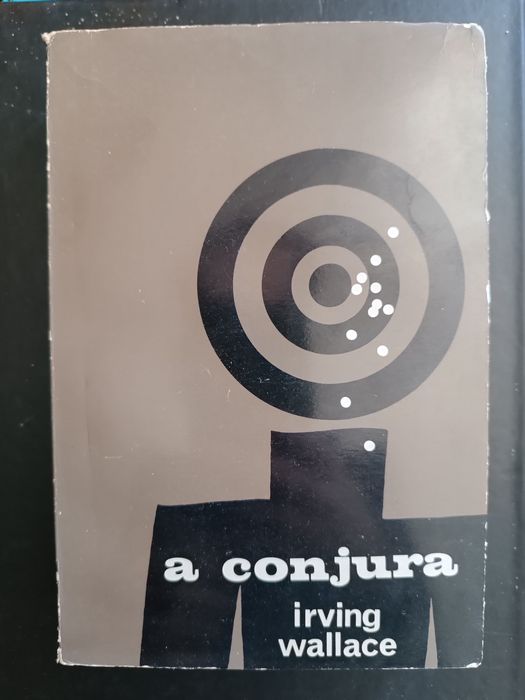 a conjura
irving
wallace